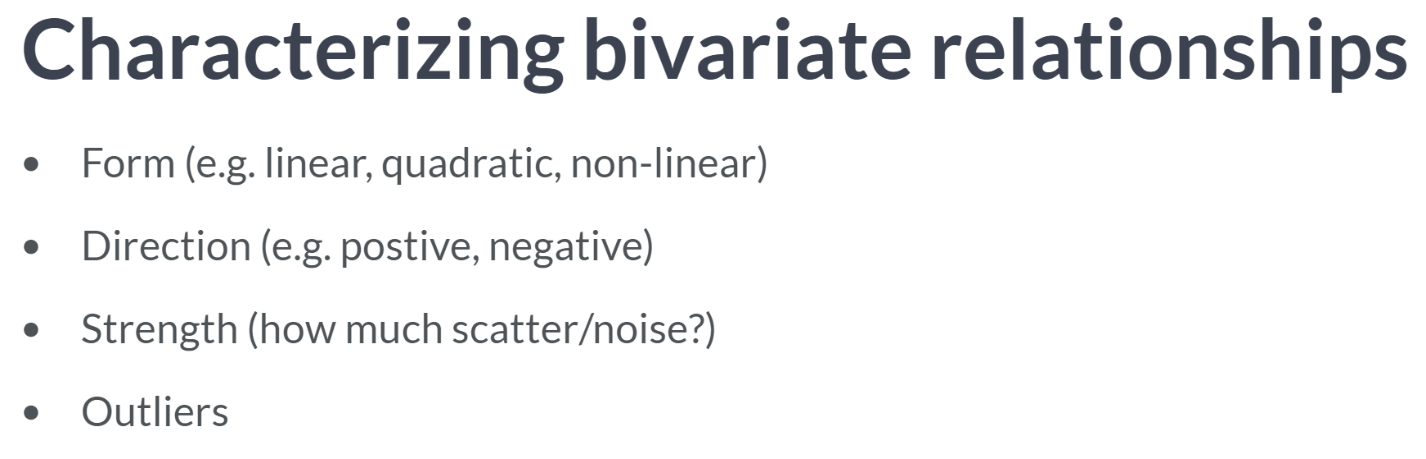 Characterizing bivariate relationships
• Form (e.g. linear, quadratic, non-linear)
• Direction (e.g. postive, negative)
• Strength (how much scatter/noise?)
• Outliers